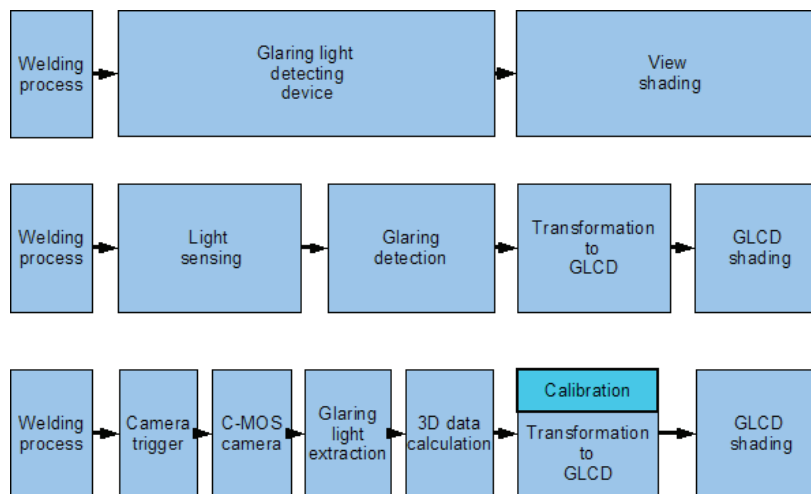 Welding
process
Glaring light
detecting
device
View
shading
Welding
process
Light
sensing
Glaring
detection
Transformation
to
GLCD
GLCD
shading
Welding
process
Camera
trigger
C-MOS
camera
Glaring
light
extraction
3D data
calculation
Calibration
Transformation
to
GLCD
GLCD
shading